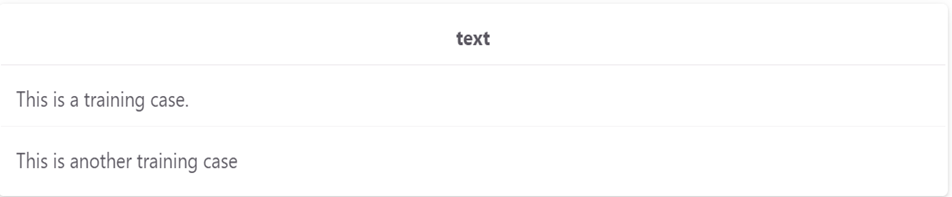 text
This is a training case.
This is another training case